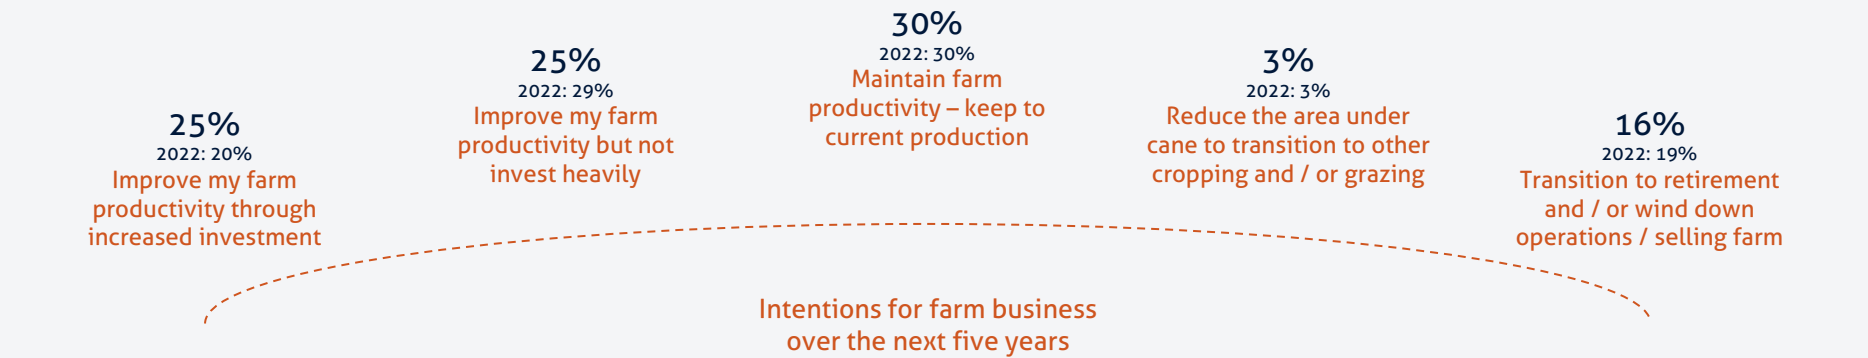 25%
2022: 20%
Improve my farm
productivity through
increased investment
25%
2022: 29%
Improve my farm
productivity but not
invest heavily
30%
2022: 30%
Maintain farm
productivity – keep to
current production
3%
2022: 3%
Reduce the area under
cane to transition to other
cropping and / or grazing
16%
2022: 19%
Transition to retirement
and / or wind down
operations / selling farm
Intentions for farm business
over the next five years